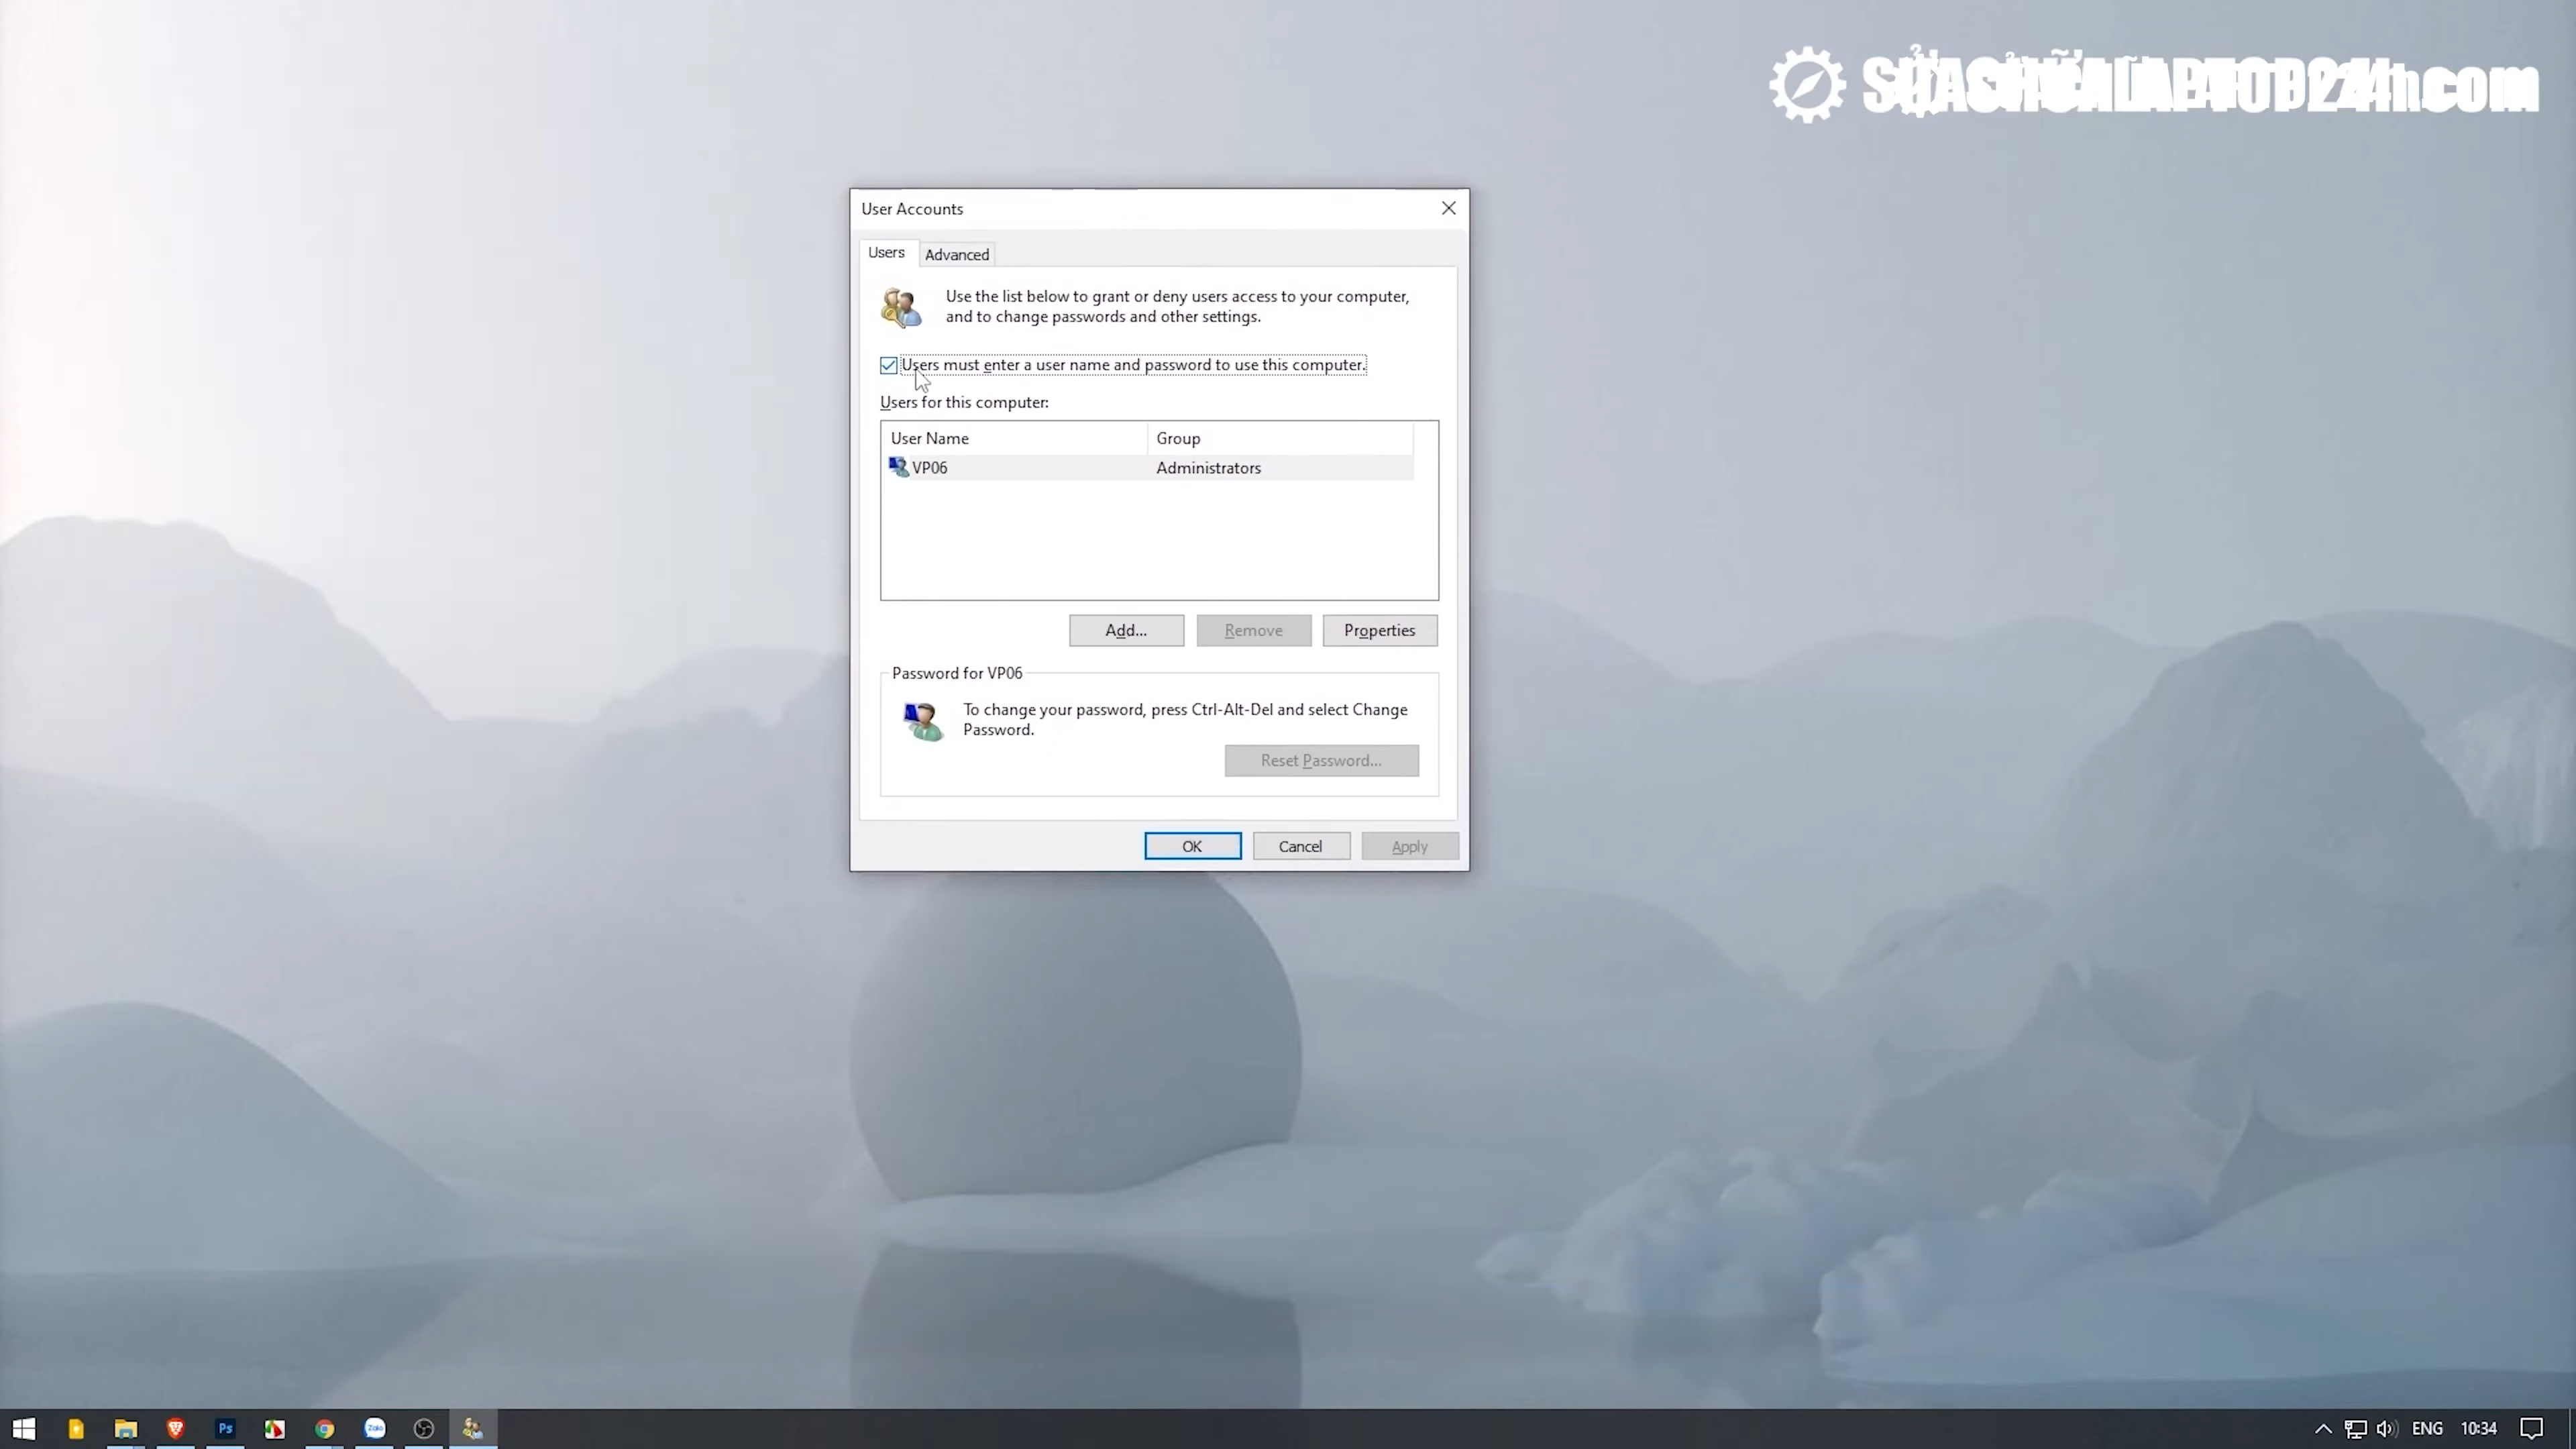 User Accounts
Users
Advanced
Use the list below to grant or deny users access to your computer,
and to change passwords and other settings.
Users must enter a user name and password to use this computer.
Users for this computer:
User Name
Group
VP06
Administrators
Add...
Remove
Properties
Password for VP06
To change your password, press Ctrl-Alt-Del and select Change
Password.
Reset Password...
OK
Cancel
Apply
Ps
Zalo
ENG
10:34